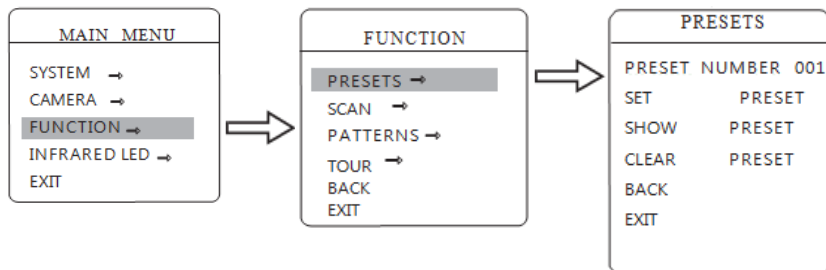 MAIN MENU
SYSTEM →
CAMERA →
FUNCTION →
INFRARED LED →
EXIT
FUNCTION
PRESETS →
SCAN →
PATTERNS →
TOUR →
BACK
EXIT
PRESETS
PRESET NUMBER 001
SET PRESET
SHOW PRESET
CLEAR PRESET
BACK
EXIT